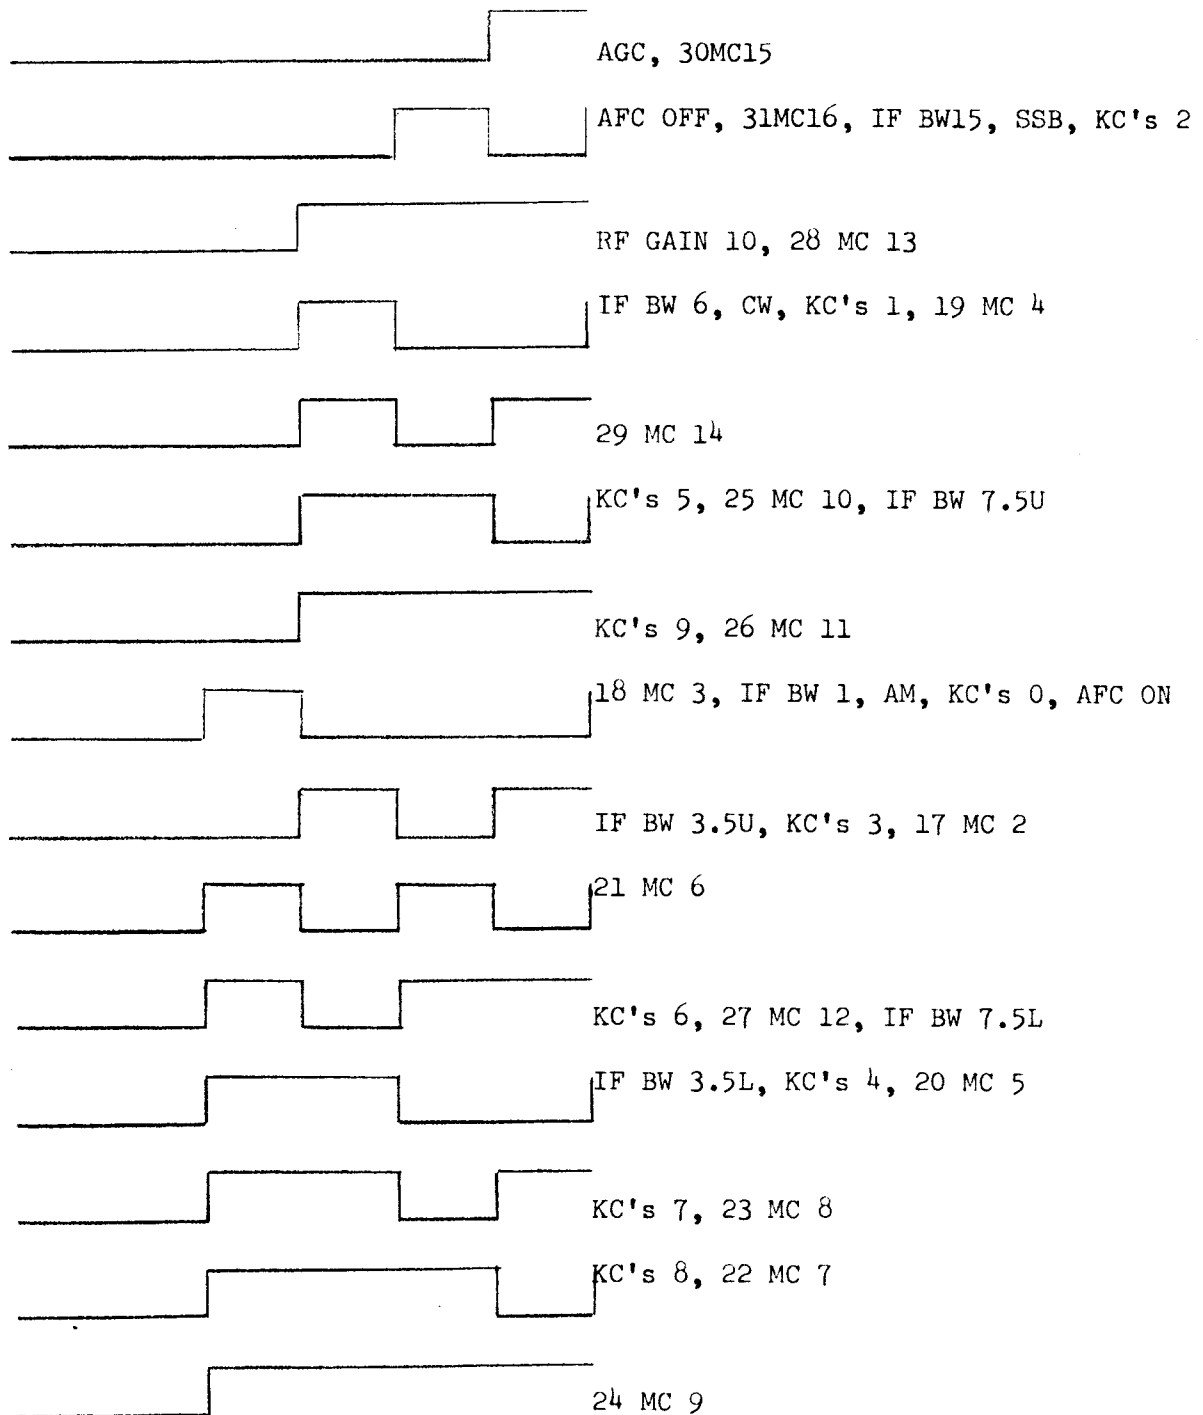 AGC, 30MC15
AFC OFF, 31MC16, IF BW15, SSB, KC's 2
RF GAIN 10, 28 MC 13
IF BW 6, CW, KC's 1, 19 MC 4
29 MC 14
KC's 5, 25 MC 10, IF BW 7.5U
KC's 9, 26 MC 11
18 MC 3, IF BW 1, AM, KC's 0, AFC ON
IF BW 3.5U, KC's 3, 17 MC 2
21 MC 6
KC's 6, 27 MC 12, IF BW 7.5L
IF BW 3.5L, KC's 4, 20 MC 5
KC's 7, 23 MC 8
KC's 8, 22 MC 7
24 MC 9